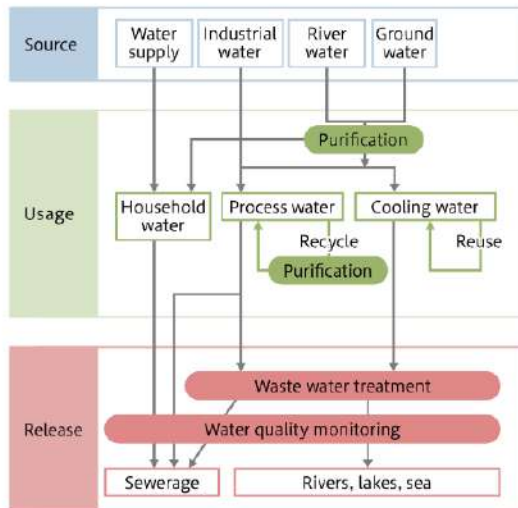 Source
Water
supply
Industrial
water
River
water
Ground
water
Purification
Usage
Household
water
Process water
Cooling water
Recycle
Reuse
Purification
Release
Waste water treatment
Water quality monitoring
Sewerage
Rivers, lakes, sea